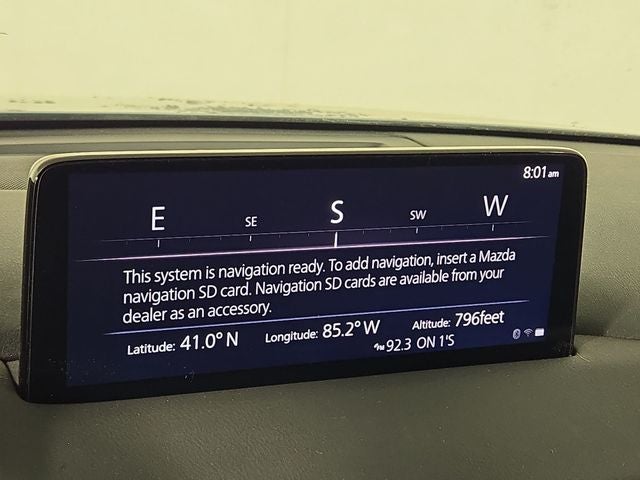 8:01am
E SE S SW W
This system is navigation ready. To add navigation, insert a Mazda
navigation SD card. Navigation SD cards are available from your
dealer as an accessory.
Latitude: 41.0° N Longitude: 85.2° W Altitude: 796feet
92.3 ON 1'S